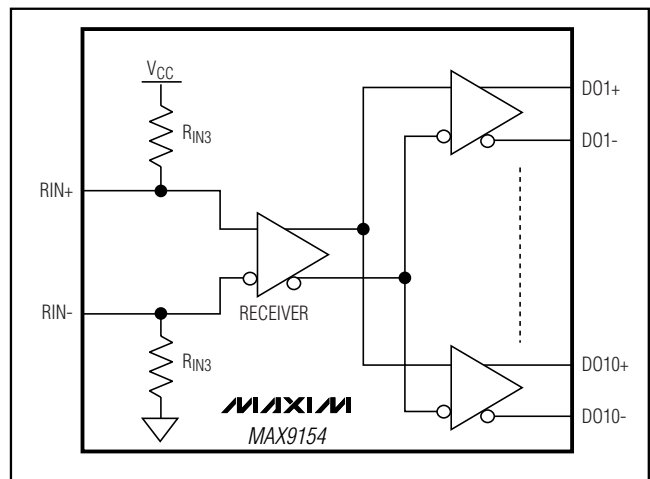 VCC
RIN3
RIN+
RIN-
RIN3
RECEIVER
MAXIM
MAX9154
DO1+
DO1-
DO10+
DO10-